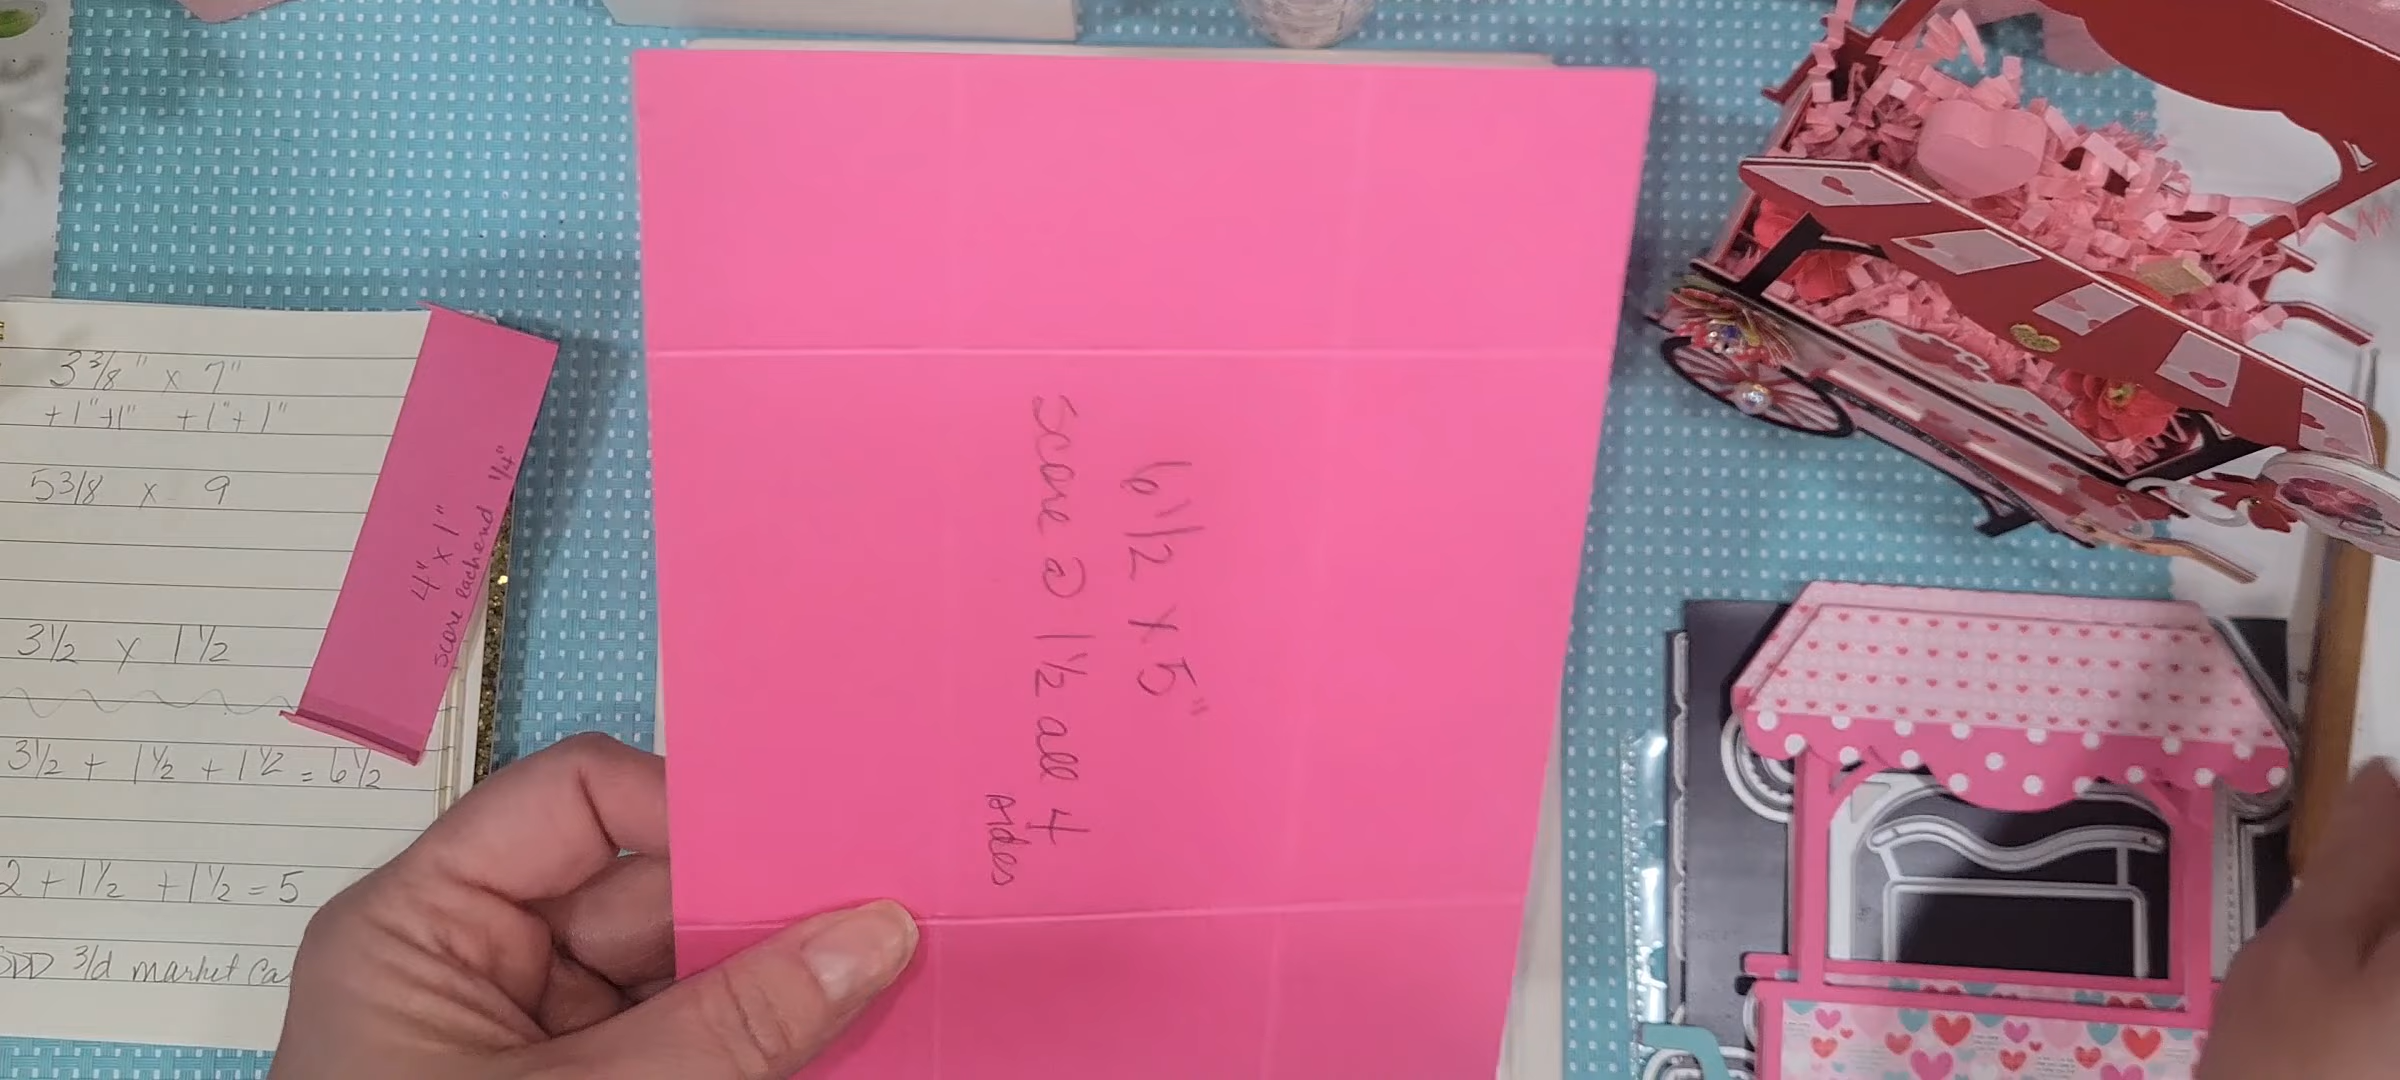 3 3/8" x 7"
+1"+1" +1"+1"
5 3/8 x 9
3 1/2 x 1 1/2
3 1/2 + 1 1/2 + 1 1/2 = 6 1/2
2 + 1 1/2 + 1 1/2 = 5
3/d market
4" x 1"
score each end 1/4"
6 1/2 x 5"
score @ 1 1/2 all 4
sides